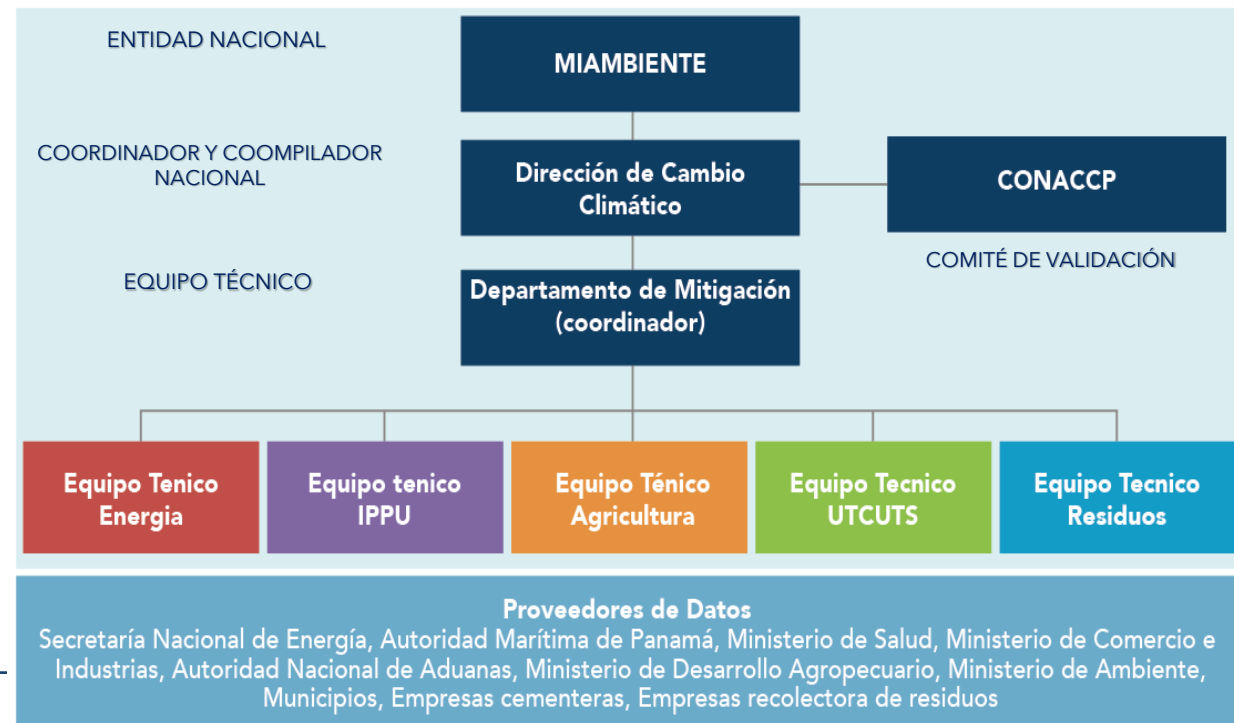 ENTIDAD NACIONAL
MIAMBIENTE
COORDINADOR Y COOMPILADOR
NACIONAL
Dirección de Cambio
Climático
CONACCP
COMITÉ DE VALIDACIÓN
EQUIPO TÉCNICO
Departamento de Mitigación
(coordinador)
Equipo Tenico
Energia
Equipo tenico
IPPU
Equipo Ténico
Agricultura
Equipo Tecnico
UTCUTS
Equipo Tecnico
Residuos
Proveedores de Datos
Secretaría Nacional de Energía, Autoridad Marítima de Panamá, Ministerio de Salud, Ministerio de Comercio e
Industrias, Autoridad Nacional de Aduanas, Ministerio de Desarrollo Agropecuario, Ministerio de Ambiente,
Municipios, Empresas cementeras, Empresas recolectora de residuos